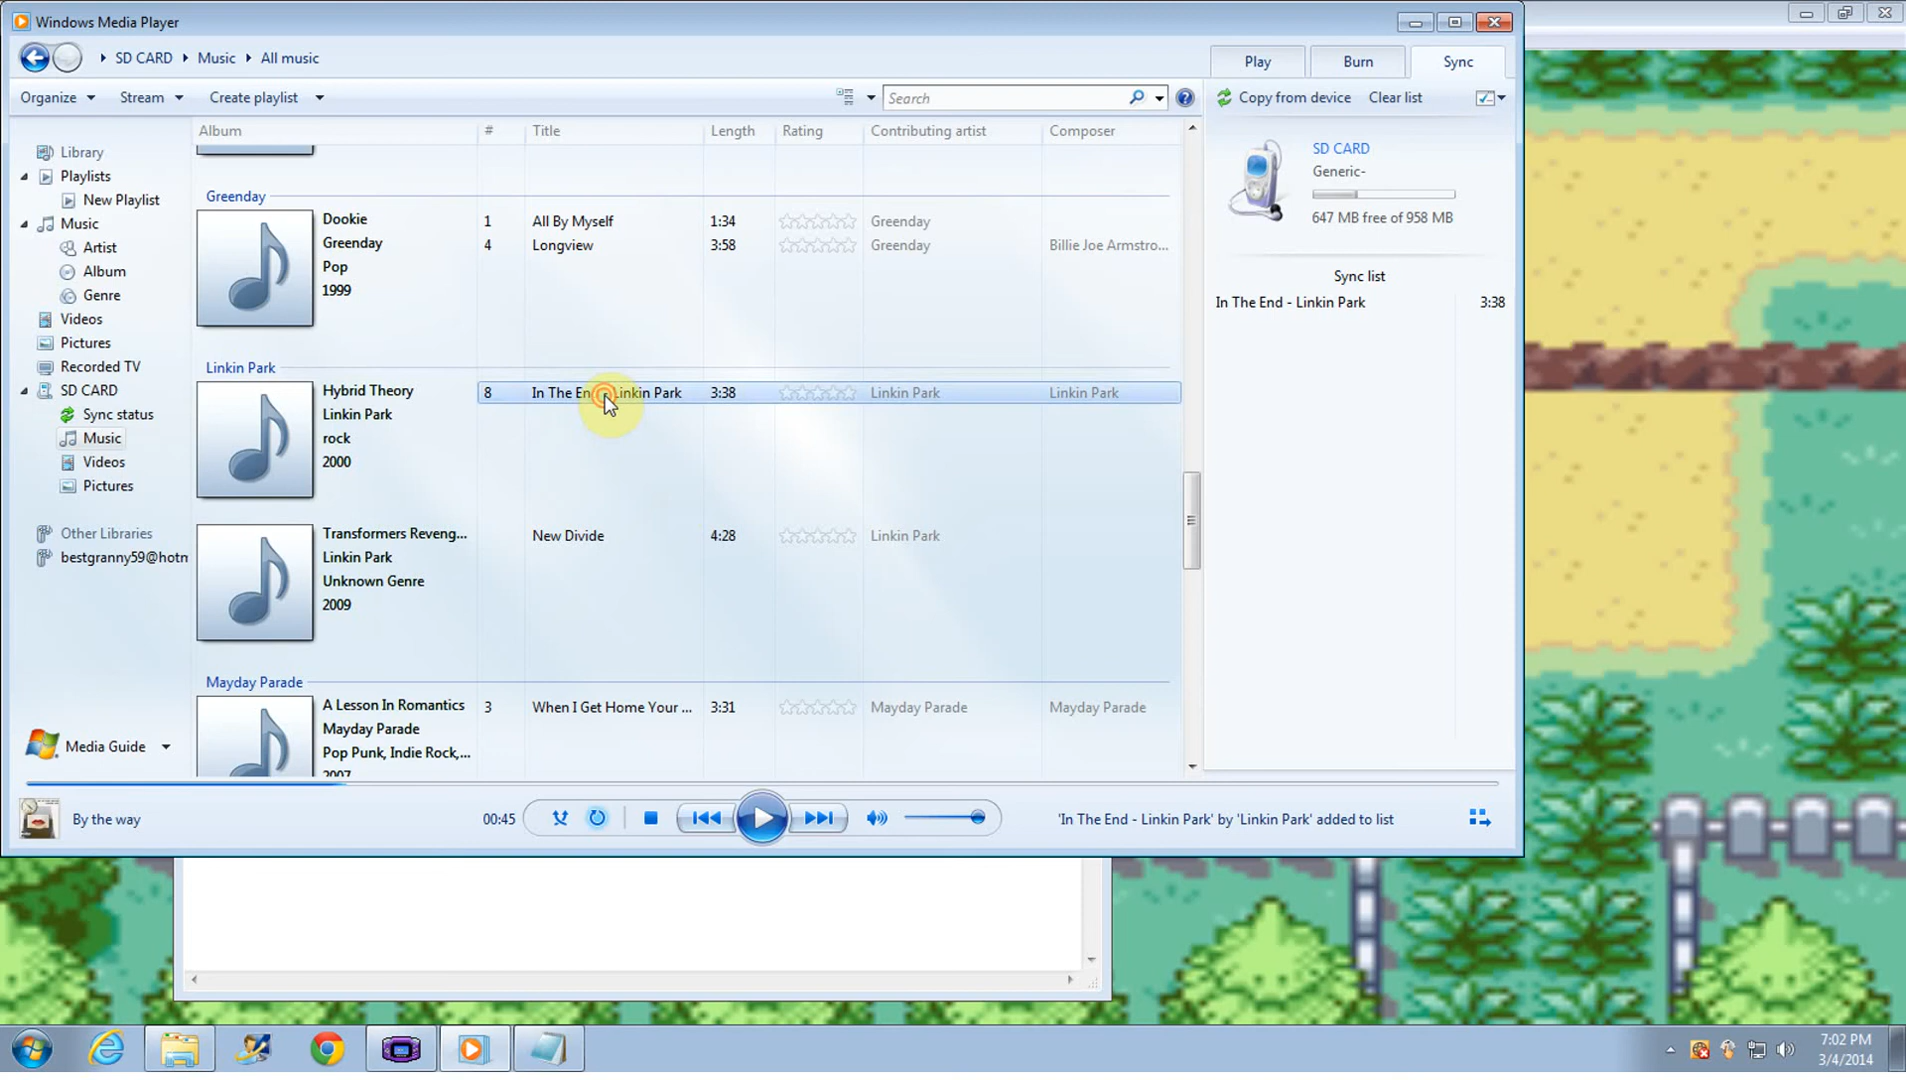 Windows Media Player
SD CARD Music All music
Play Burn Sync
Organize Stream Create playlist Search
Copy from device Clear list
Album # Title Length Rating Contributing artist Composer
Library
Playlists
New Playlist
Music
Artist
Album
Genre
Videos
Pictures
Recorded TV
SD CARD
Sync status
Music
Videos
Pictures
Other Libraries
bestgranny59@hotm
Media Guide
Greenday
Dookie
Greenday
Pop
1999
1 All By Myself 1:34 Greenday
4 Longview 3:58 Greenday Billie Joe Armstro...
Linkin Park
Hybrid Theory
Linkin Park
rock
2000
8 In The End - Linkin Park 3:38 Linkin Park Linkin Park
Transformers Reveng...
Linkin Park
Unknown Genre
2009
New Divide 4:28 Linkin Park
Mayday Parade
A Lesson In Romantics
Mayday Parade
Pop Punk, Indie Rock,...
2007
3 When I Get Home Your ... 3:31 Mayday Parade Mayday Parade
SD CARD
Generic-
647 MB free of 958 MB
Sync list
In The End - Linkin Park 3:38
By the way
00:45
'In The End - Linkin Park' by 'Linkin Park' added to list
7:02 PM
3/4/2014